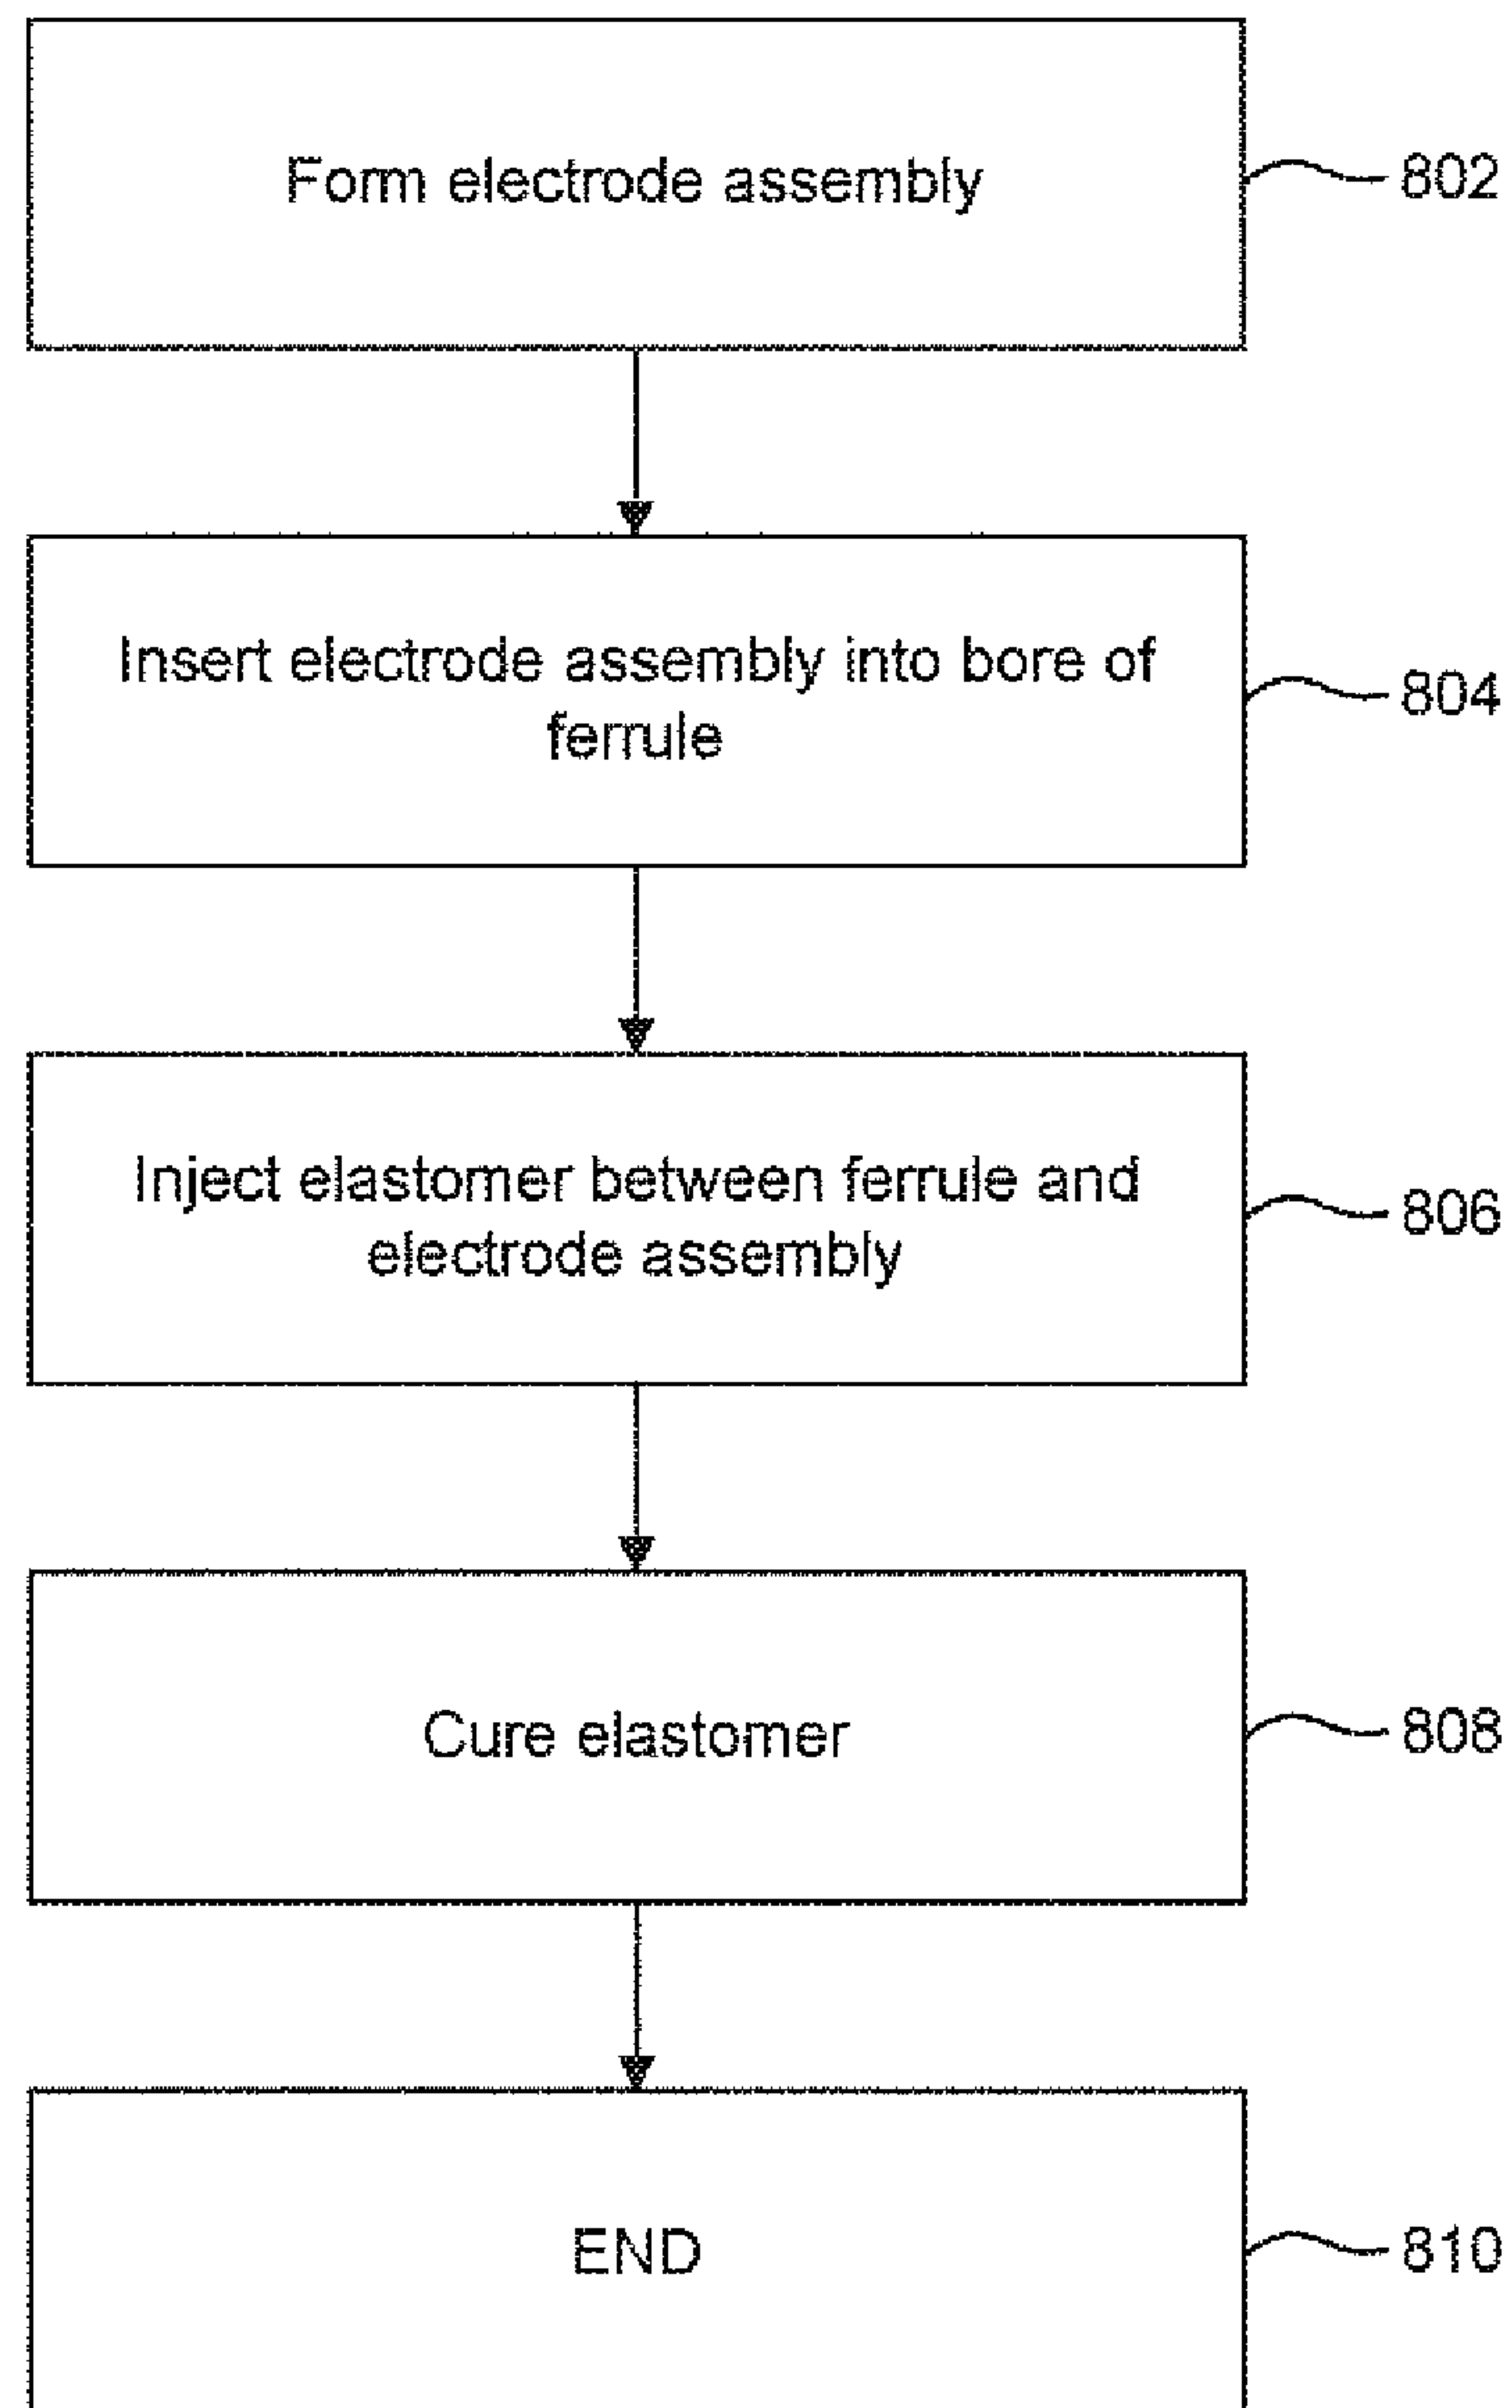 Form electrode assembly
802
Insert electrode assembly into bore of
ferrule
804
Inject elastomer between ferrule and
electrode assembly
806
Cure elastomer
808
END
810